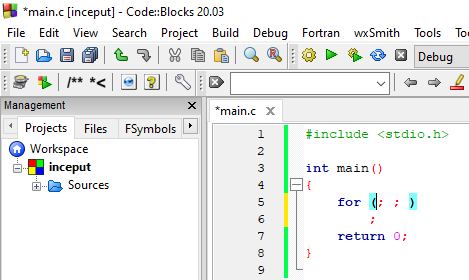 *main.c [inceput] - Code::Blocks 20.03
File Edit View Search Project Build Debug Fortran wxSmith Tools
/** *< Debug
Management
Projects Files FSymbols
Workspace
inceput
Sources
*main.c
1 #include <stdio.h>
2
3 int main()
4 {
5 for (; ; )
6 ;
7 return 0;
8 }
9